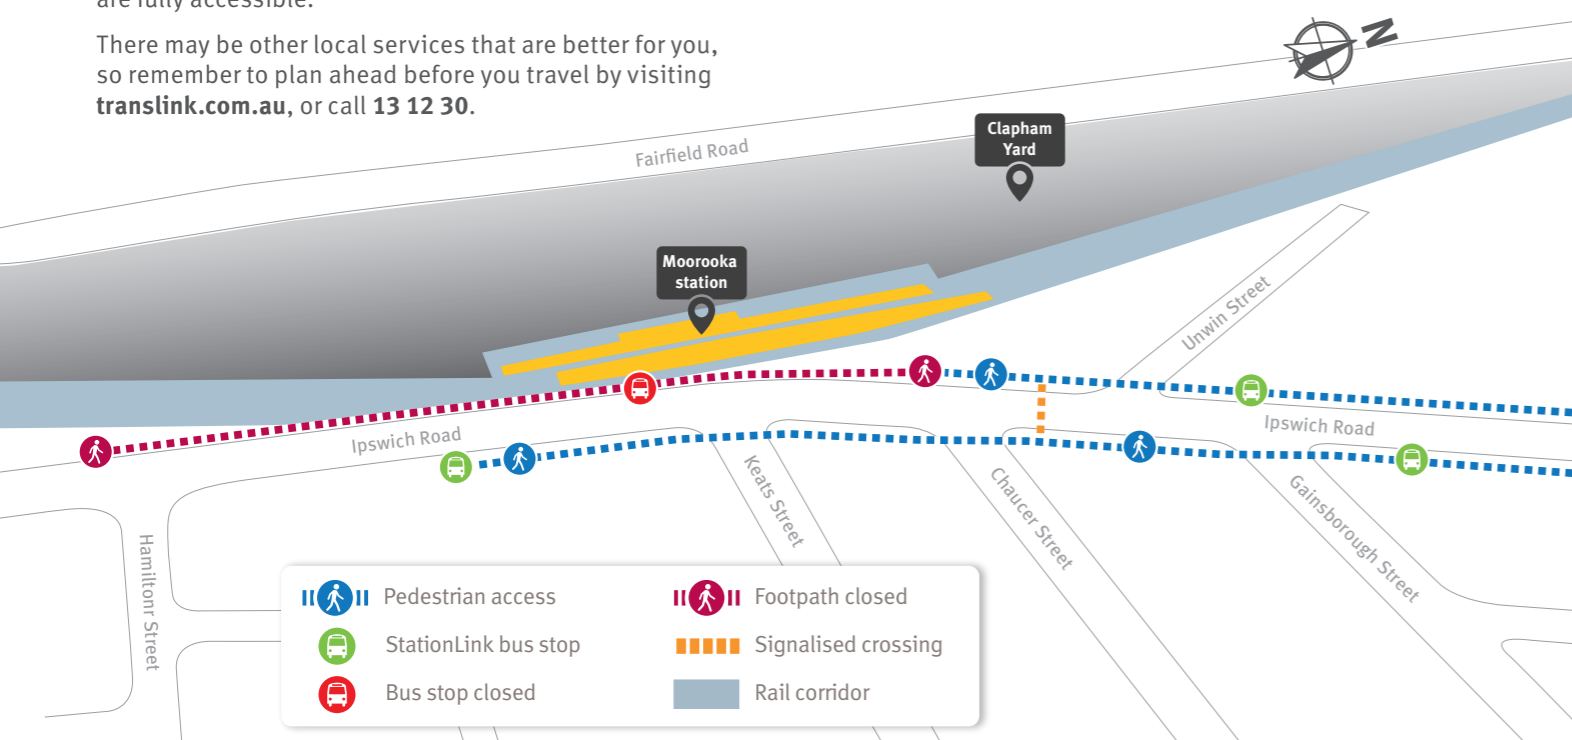 are fully accessible.
There may be other local services that are better for you,
so remember to plan ahead before you travel by visiting
translink.com.au, or call 13 12 30.
N
Clapham
Yard
Fairfield Road
Moorooka
station
Unwin Street
Ipswich Road
Ipswich Road
Keats Street
Chaucer Street
Gainsborough Street
Hamiltonr Street
Pedestrian access
Footpath closed
StationLink bus stop
Signalised crossing
Bus stop closed
Rail corridor